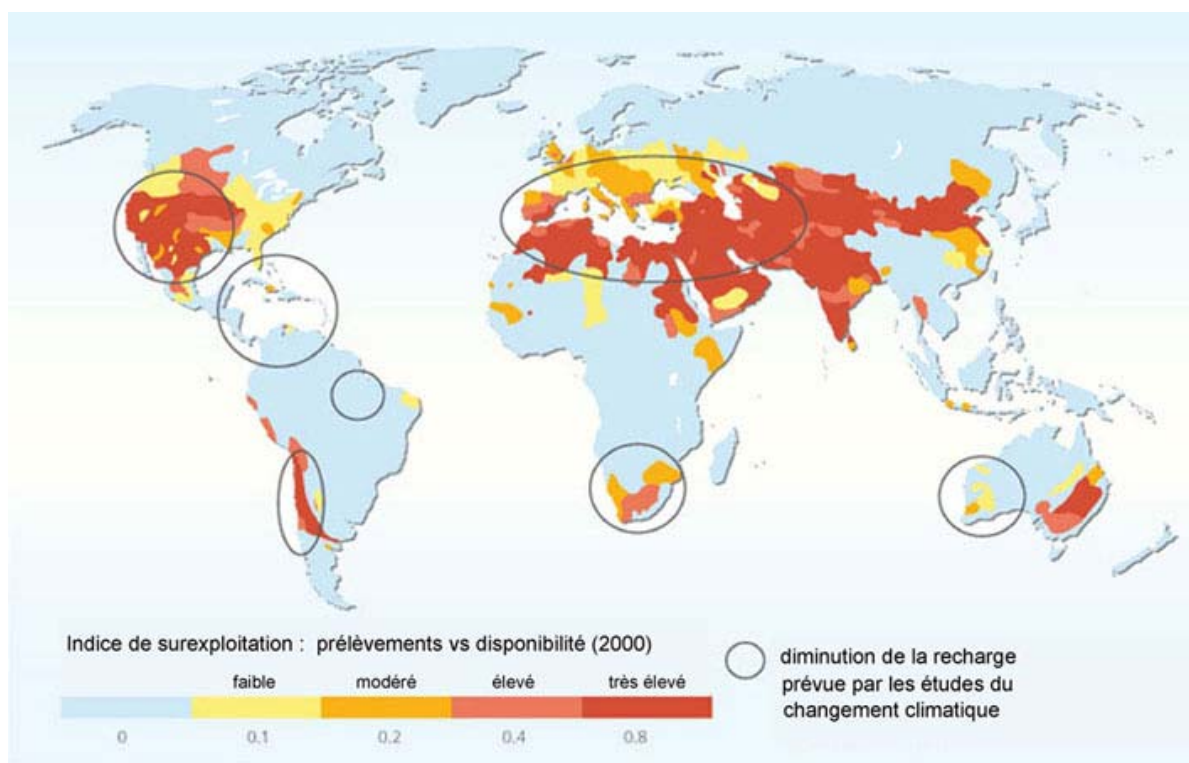 Indice de surexploitation : prélèvements vs disponibilité (2000)
faible modéré élevé très élevé
0 0.1 0.2 0.4 0.8
diminution de la recharge
prévue par les études du
changement climatique